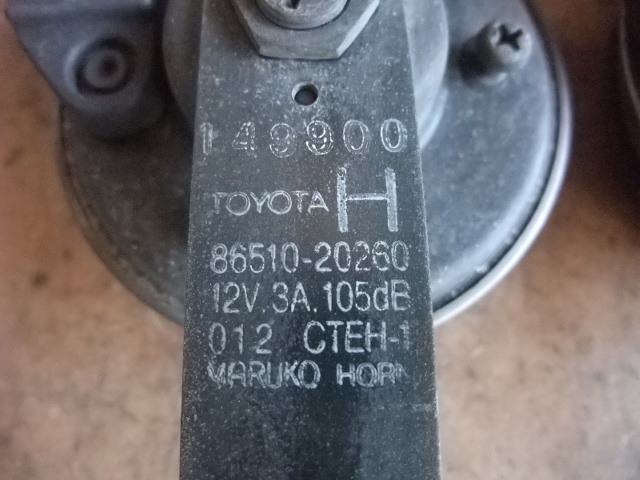 149900
TOYOTA H
86510-20260
12V.3A.105dB
012 CTEH-1
MARUKO HORN